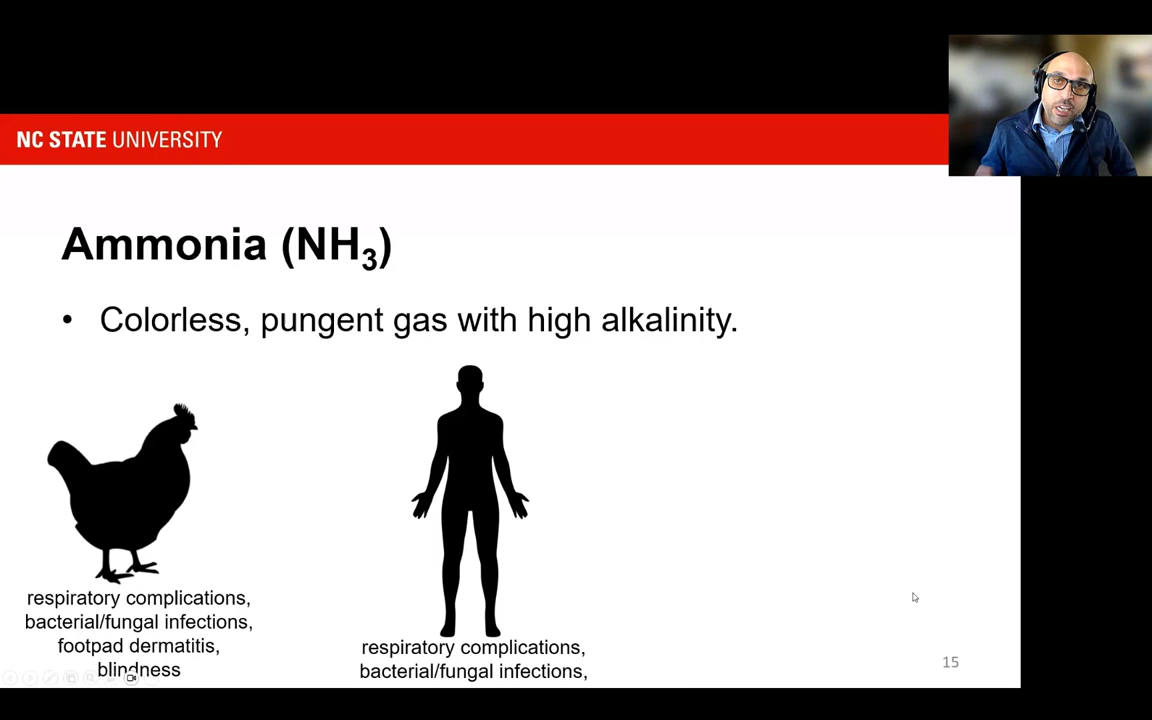 NC STATE UNIVERSITY
Ammonia (NH₃)
• Colorless, pungent gas with high alkalinity.
respiratory complications,
bacterial/fungal infections,
footpad dermatitis,
blindness
respiratory complications,
bacterial/fungal infections,
15